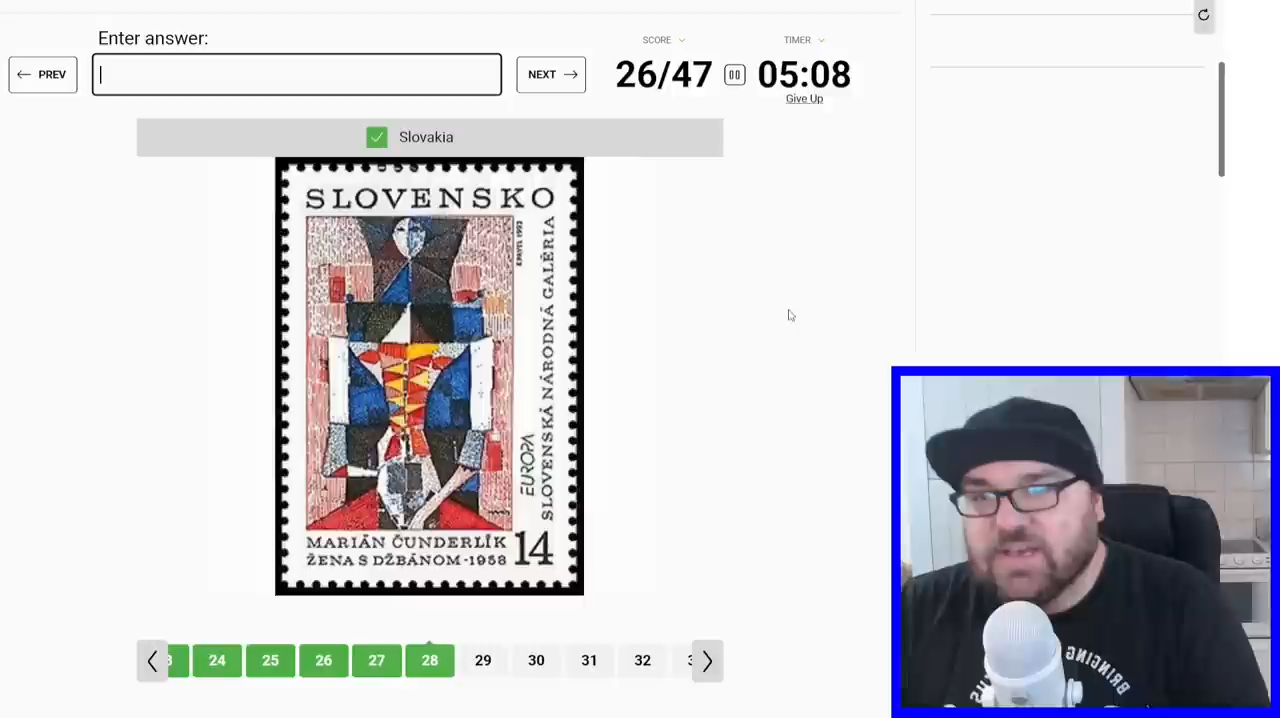 Enter answer:
← PREV
NEXT →
SCORE
26/47
TIMER
05:08
Give Up
Slovakia
SLOVENSKO
EUROPA
SLOVENSKÁ NÁRODNÁ GALÉRIA
MARIÁN ČUNDERLÍK
ŽENA S DŽBÁNOM-1958
14
24 25 26 27 28 29 30 31 32
BRINGING